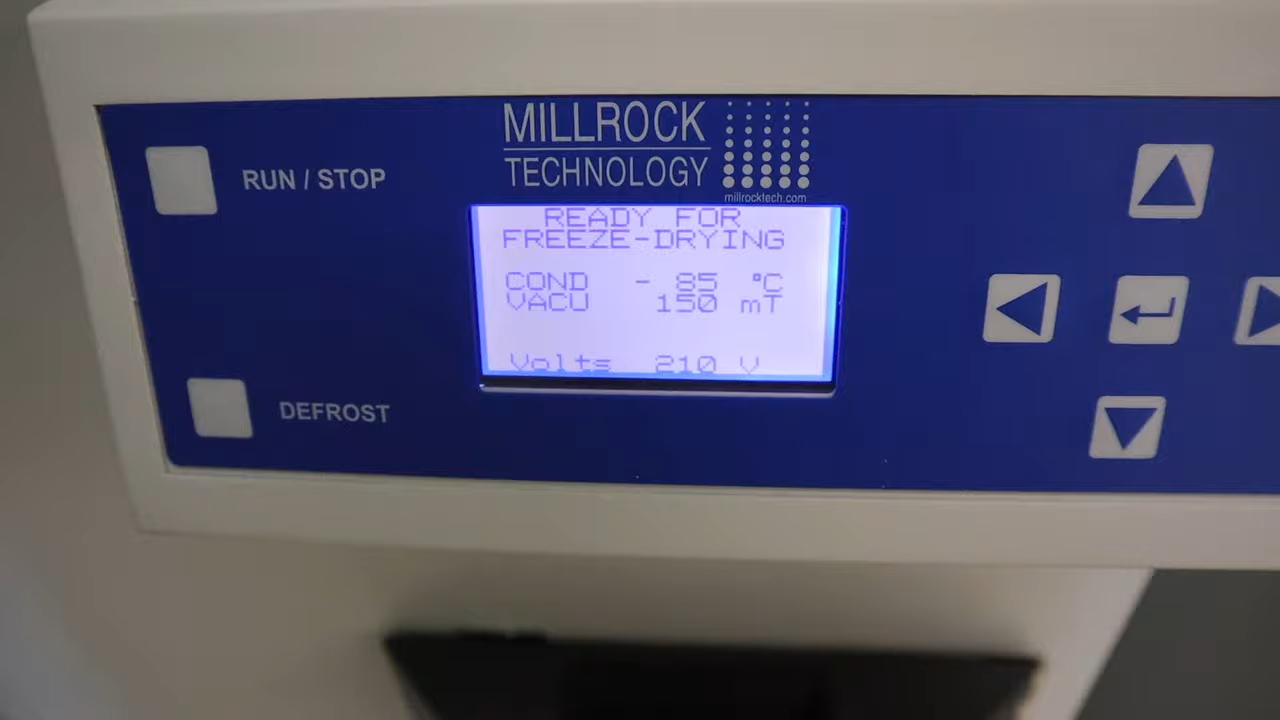 MILLROCK
TECHNOLOGY
millrocktech.com
RUN / STOP
READY FOR
FREEZE-DRYING
COND - 85 °C
VACU 150 mT
Volts 210 V
DEFROST